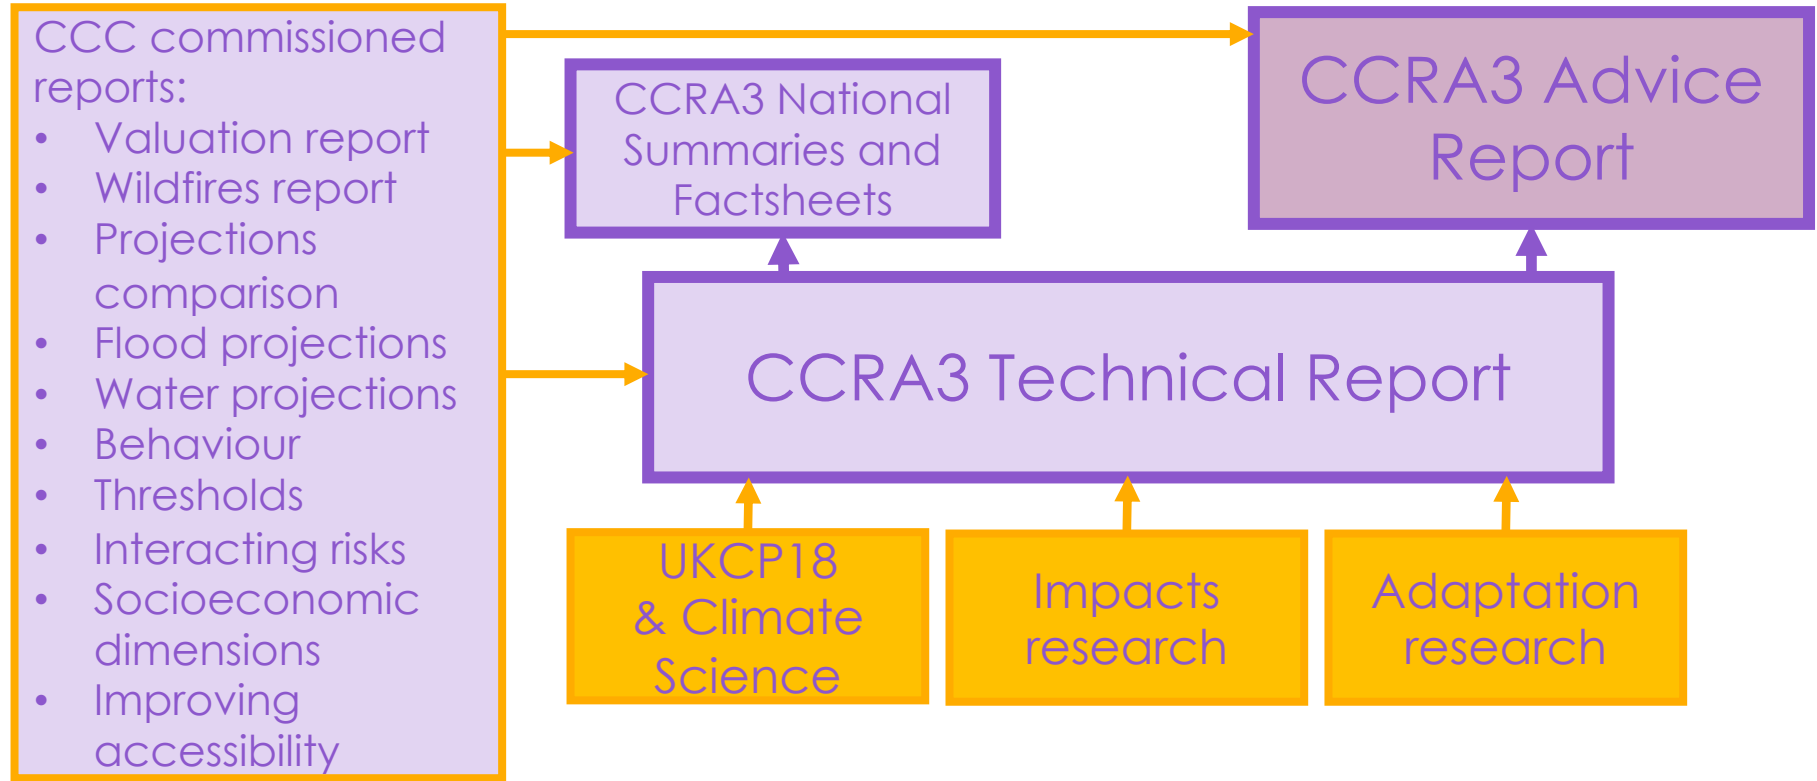 CCC commissioned
reports:
• Valuation report
• Wildfires report
• Projections
comparison
• Flood projections
• Water projections
• Behaviour
• Thresholds
• Interacting risks
• Socioeconomic
dimensions
• Improving
accessibility
CCRA3 National
Summaries and
Factsheets
CCRA3 Advice
Report
CCRA3 Technical Report
UKCP18
& Climate
Science
Impacts
research
Adaptation
research